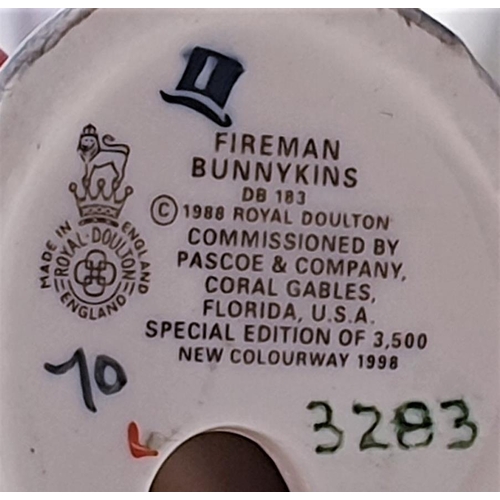 FIREMAN
BUNNYKINS
DB 183
© 1988 ROYAL DOULTON
COMMISSIONED BY
PASCOE & COMPANY,
CORAL GABLES,
FLORIDA, U.S.A.
SPECIAL EDITION OF 3,500
NEW COLOURWAY 1998
MADE IN ENGLAND
ROYAL·DOULTON
ENGLAND
70
3283